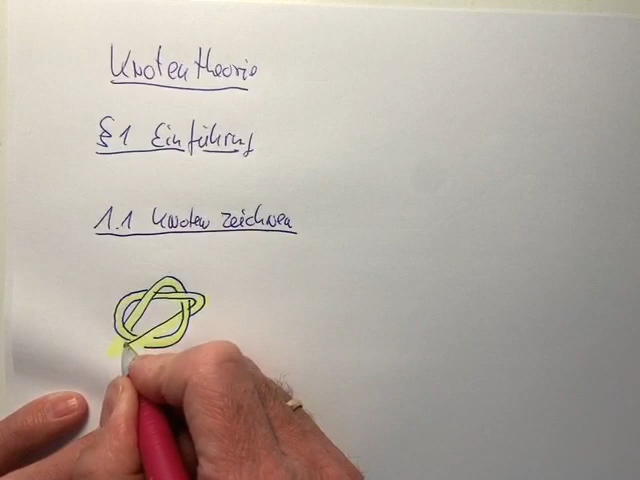 Knotentheorie
§1 Einführung
1.1 Knoten zeichnen